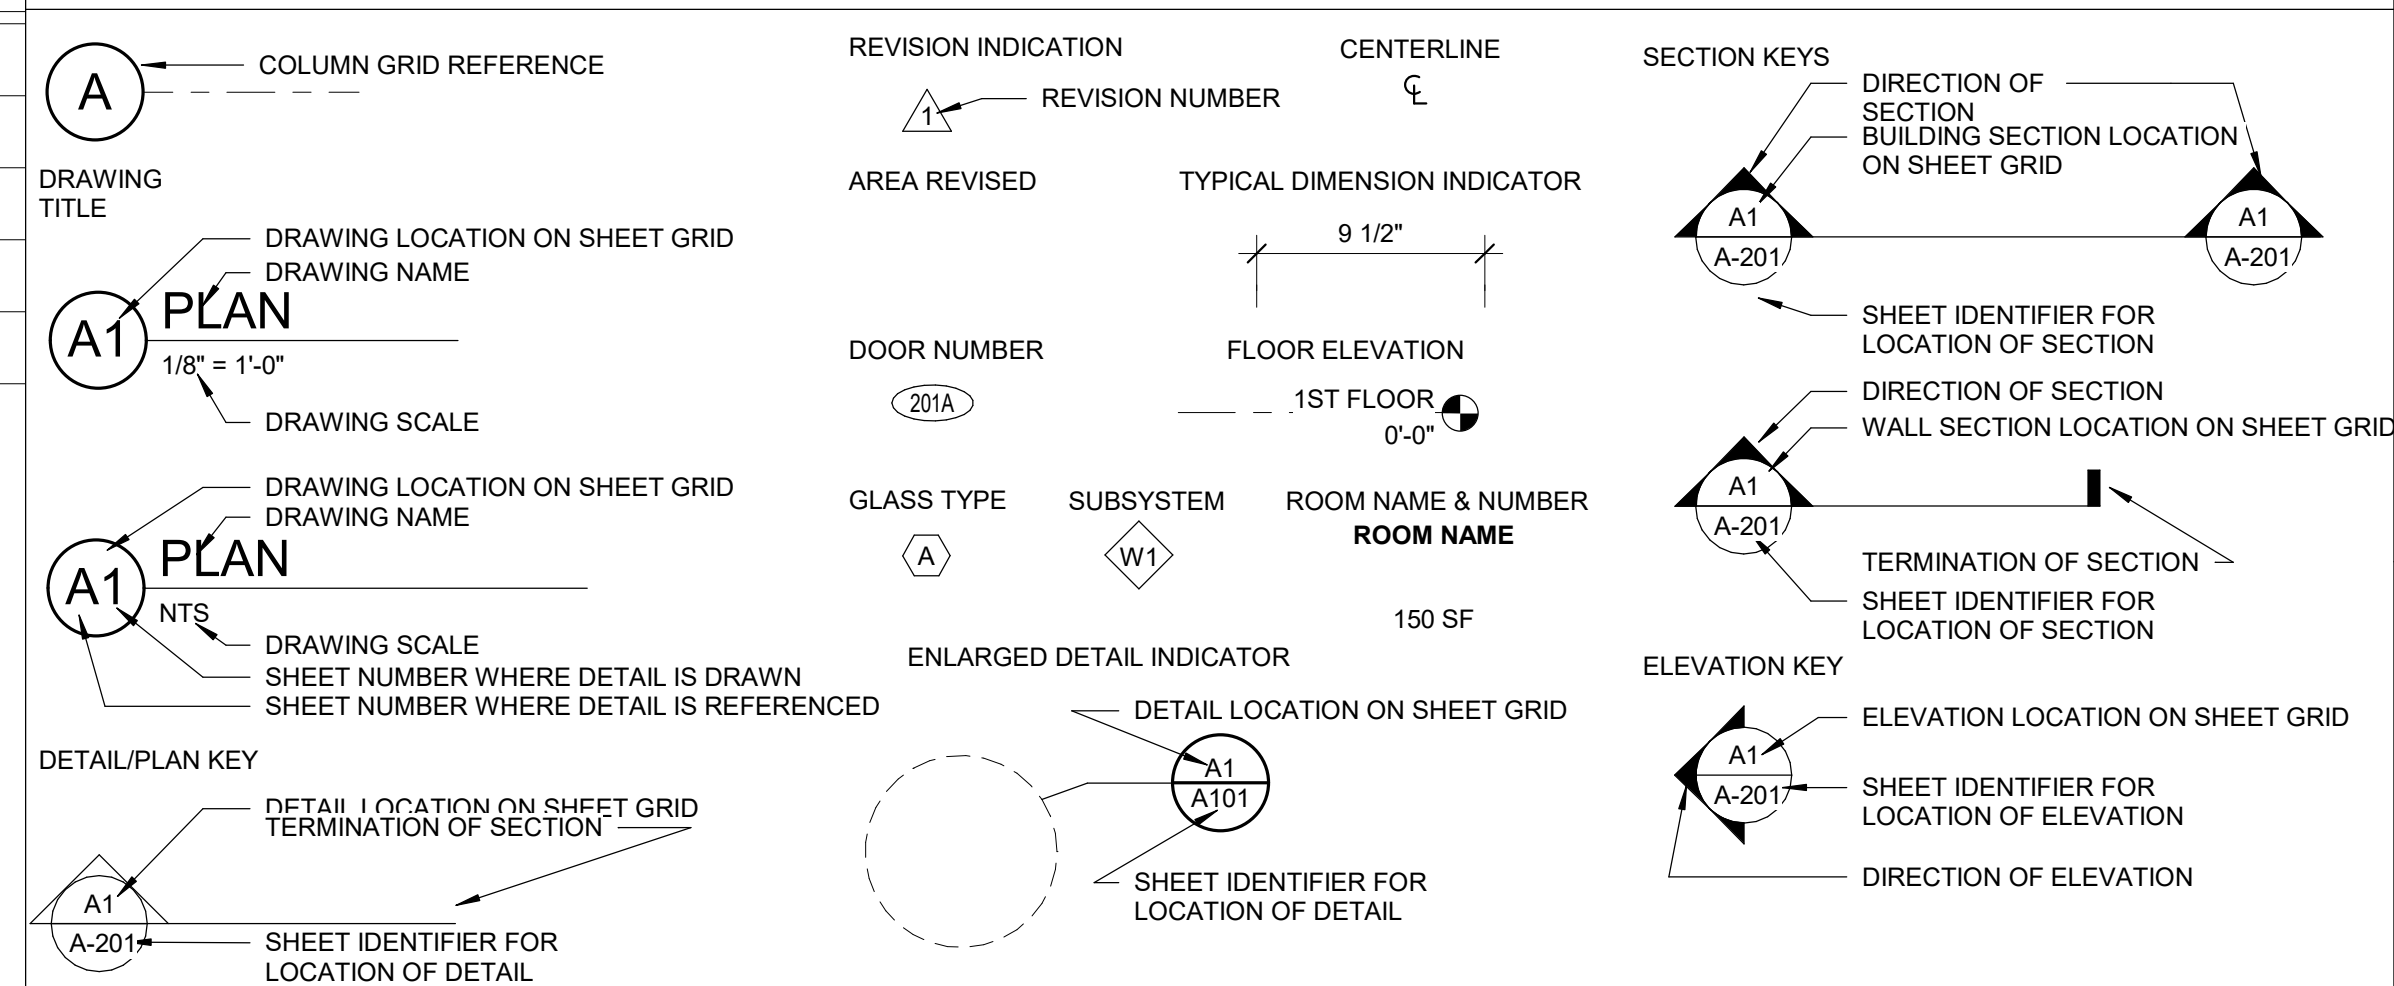 A
COLUMN GRID REFERENCE
DRAWING
TITLE
DRAWING LOCATION ON SHEET GRID
DRAWING NAME
A1
PLAN
1/8" = 1'-0"
DRAWING SCALE
DRAWING LOCATION ON SHEET GRID
DRAWING NAME
A1
PLAN
NTS
DRAWING SCALE
SHEET NUMBER WHERE DETAIL IS DRAWN
SHEET NUMBER WHERE DETAIL IS REFERENCED
DETAIL/PLAN KEY
DETAIL LOCATION ON SHEET GRID
TERMINATION OF SECTION
A1
A-201
SHEET IDENTIFIER FOR
LOCATION OF DETAIL
REVISION INDICATION
1
REVISION NUMBER
CENTERLINE
℄
AREA REVISED
TYPICAL DIMENSION INDICATOR
9 1/2"
DOOR NUMBER
201A
FLOOR ELEVATION
1ST FLOOR
0'-0"
GLASS TYPE
A
SUBSYSTEM
W1
ROOM NAME & NUMBER
ROOM NAME
150 SF
ENLARGED DETAIL INDICATOR
DETAIL LOCATION ON SHEET GRID
A1
A101
SHEET IDENTIFIER FOR
LOCATION OF DETAIL
SECTION KEYS
DIRECTION OF
SECTION
BUILDING SECTION LOCATION
ON SHEET GRID
A1
A-201
A1
A-201
SHEET IDENTIFIER FOR
LOCATION OF SECTION
DIRECTION OF SECTION
WALL SECTION LOCATION ON SHEET GRID
A1
A-201
TERMINATION OF SECTION
SHEET IDENTIFIER FOR
LOCATION OF SECTION
ELEVATION KEY
ELEVATION LOCATION ON SHEET GRID
A1
A-201
SHEET IDENTIFIER FOR
LOCATION OF ELEVATION
DIRECTION OF ELEVATION